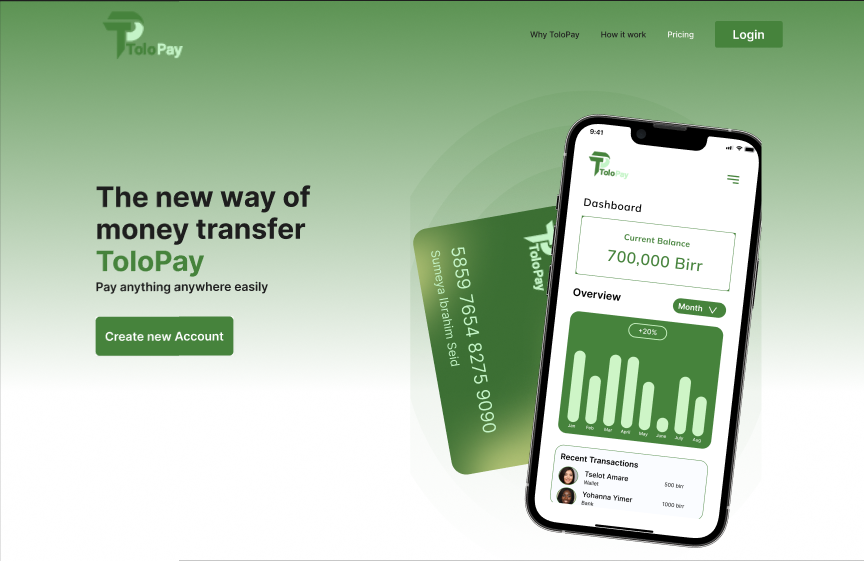 ToloPay
Why ToloPay
How it work
Pricing
Login
The new way of
money transfer
ToloPay
Pay anything anywhere easily
Create new Account
ToloPay
5859 7654 8275 9090
Sumeya Ibrahim Seid
9:41
ToloPay
Dashboard
Current Balance
700,000 Birr
Overview
Month
+20%
Jan Feb Mar April May June July Aug
Recent Transactions
Tselot Amare
Wallet
500 birr
Yohanna Yimer
Bank
1000 birr